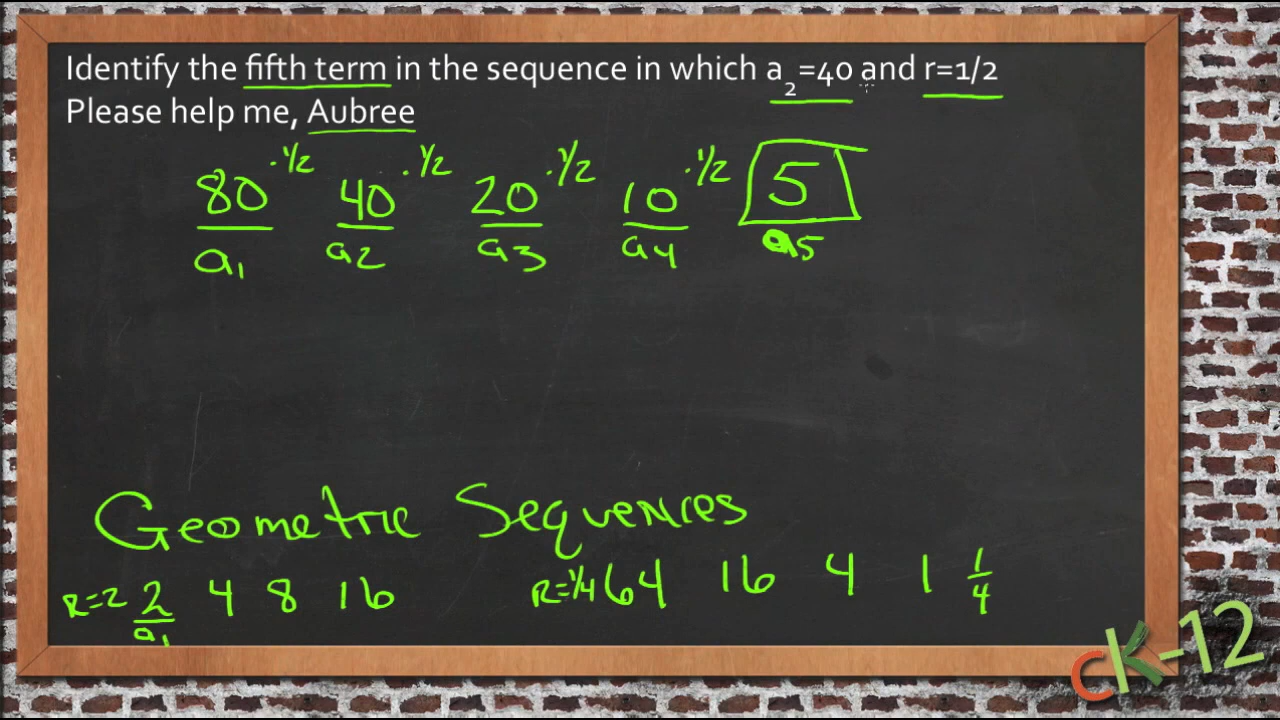 Identify the fifth term in the sequence in which a₂=40 and r=1/2
Please help me, Aubree
80 · 1/2 40 · 1/2 20 · 1/2 10 · 1/2 5
a₁ a₂ a₃ a₄ a₅
Geometric Sequences
R=2 2 4 8 16 R=1/4 64 16 4 1 1/4
a₁
CK-12